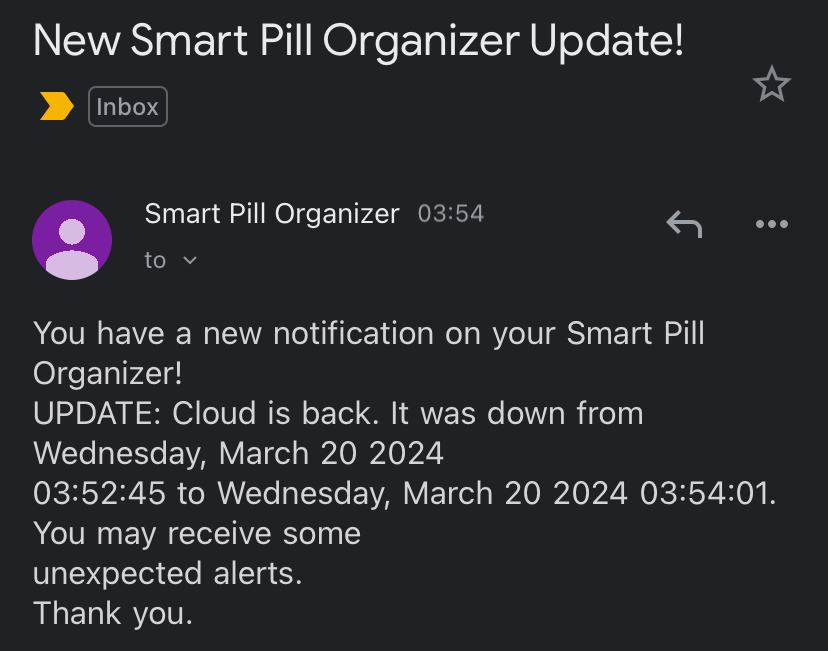 New Smart Pill Organizer Update!
Inbox
Smart Pill Organizer 03:54
to
You have a new notification on your Smart Pill
Organizer!
UPDATE: Cloud is back. It was down from
Wednesday, March 20 2024
03:52:45 to Wednesday, March 20 2024 03:54:01.
You may receive some
unexpected alerts.
Thank you.